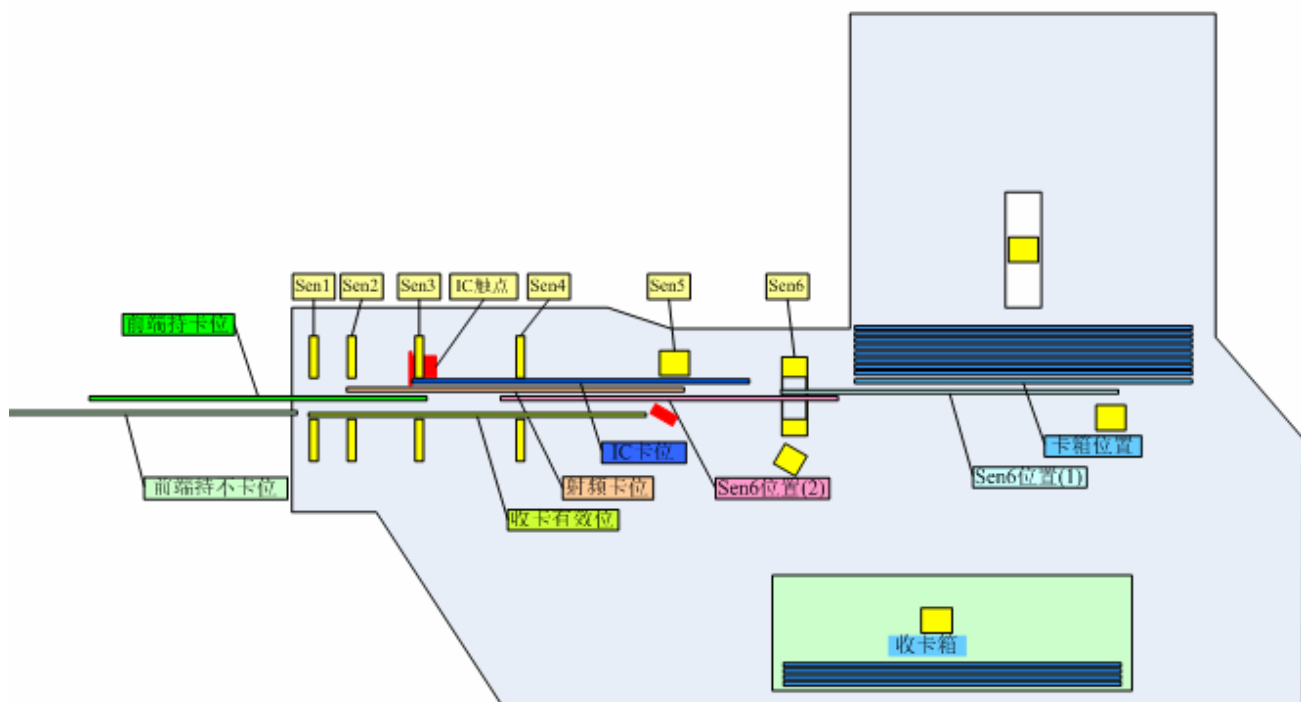 Sen1
Sen2
Sen3
IC触点
Sen4
Sen5
Sen6
前端持卡位
IC卡位
卡箱位置
前端持不卡位
射频卡位
Sen6位置(2)
Sen6位置(1)
收卡有效位
收卡箱